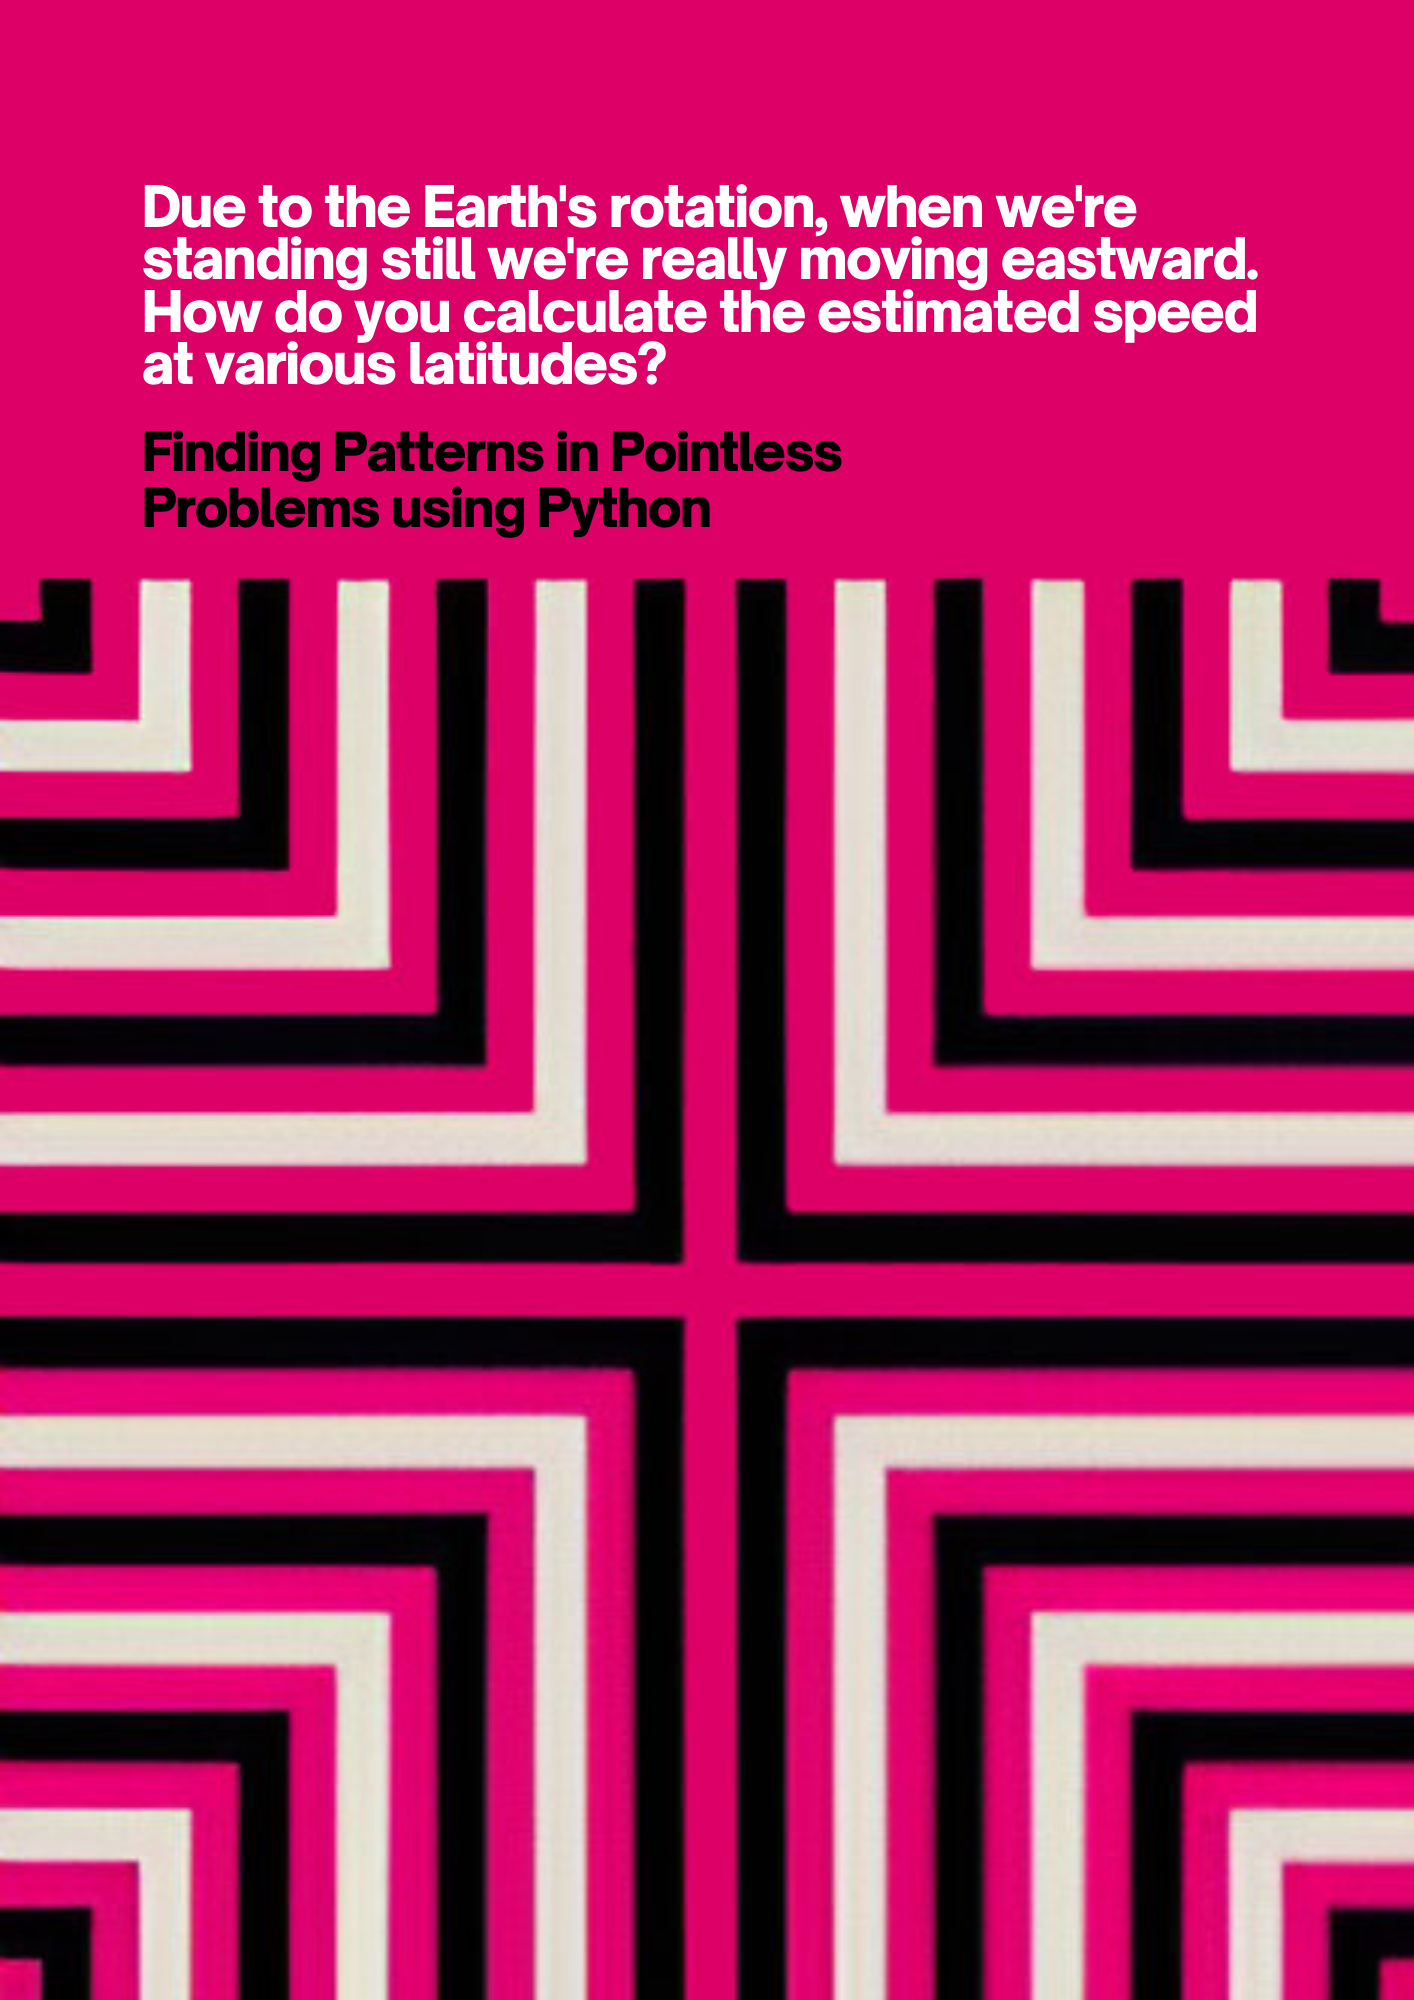 Due to the Earth's rotation, when we're
standing still we're really moving eastward.
How do you calculate the estimated speed
at various latitudes?
Finding Patterns in Pointless
Problems using Python